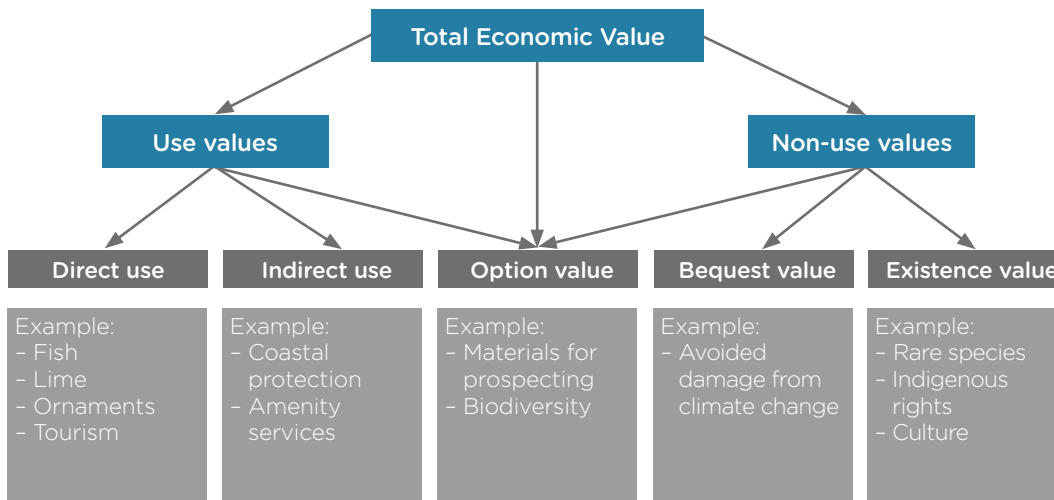 Total Economic Value
Use values
Non-use values
Direct use
Indirect use
Option value
Bequest value
Existence value
Example:
– Fish
– Lime
– Ornaments
– Tourism
Example:
– Coastal
protection
– Amenity
services
Example:
– Materials for
prospecting
– Biodiversity
Example:
– Avoided
damage from
climate change
Example:
– Rare species
– Indigenous
rights
– Culture